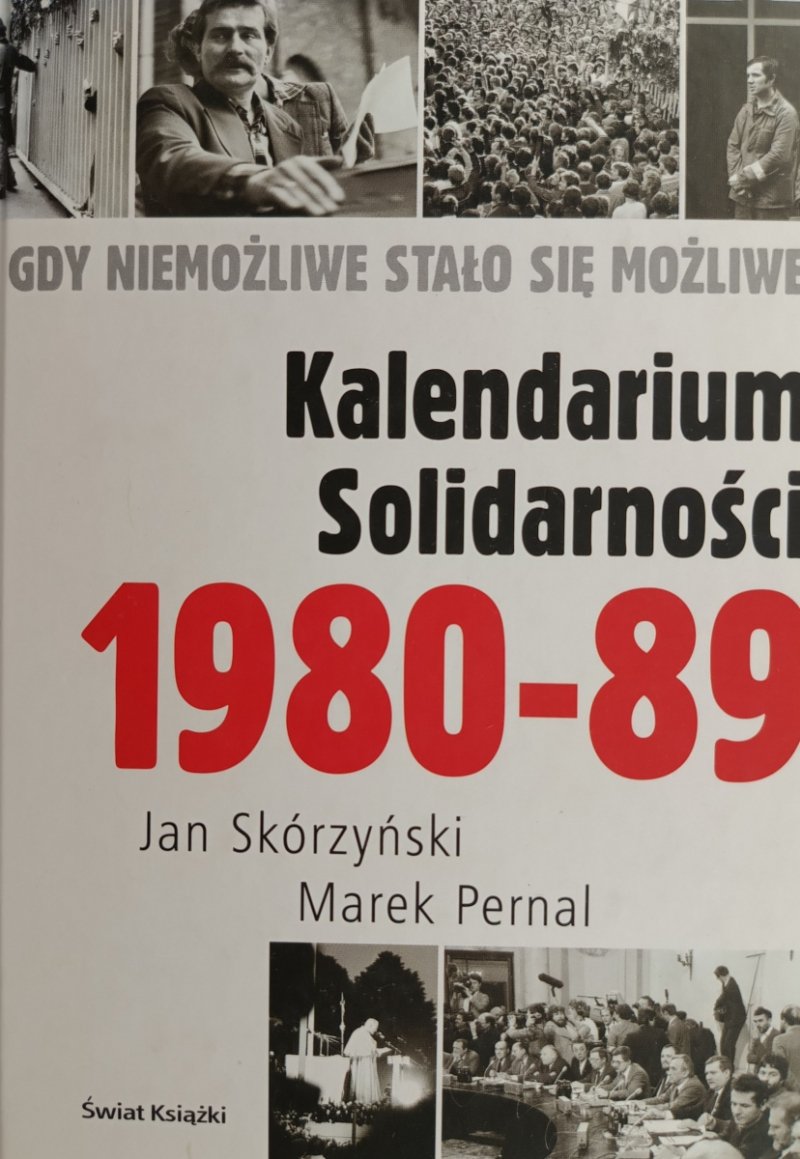 GDY NIEMOŻLIWE STAŁO SIĘ MOŻLIWE
Kalendarium
Solidarności
1980-89
Jan Skórzyński
Marek Pernal
Świat Książki